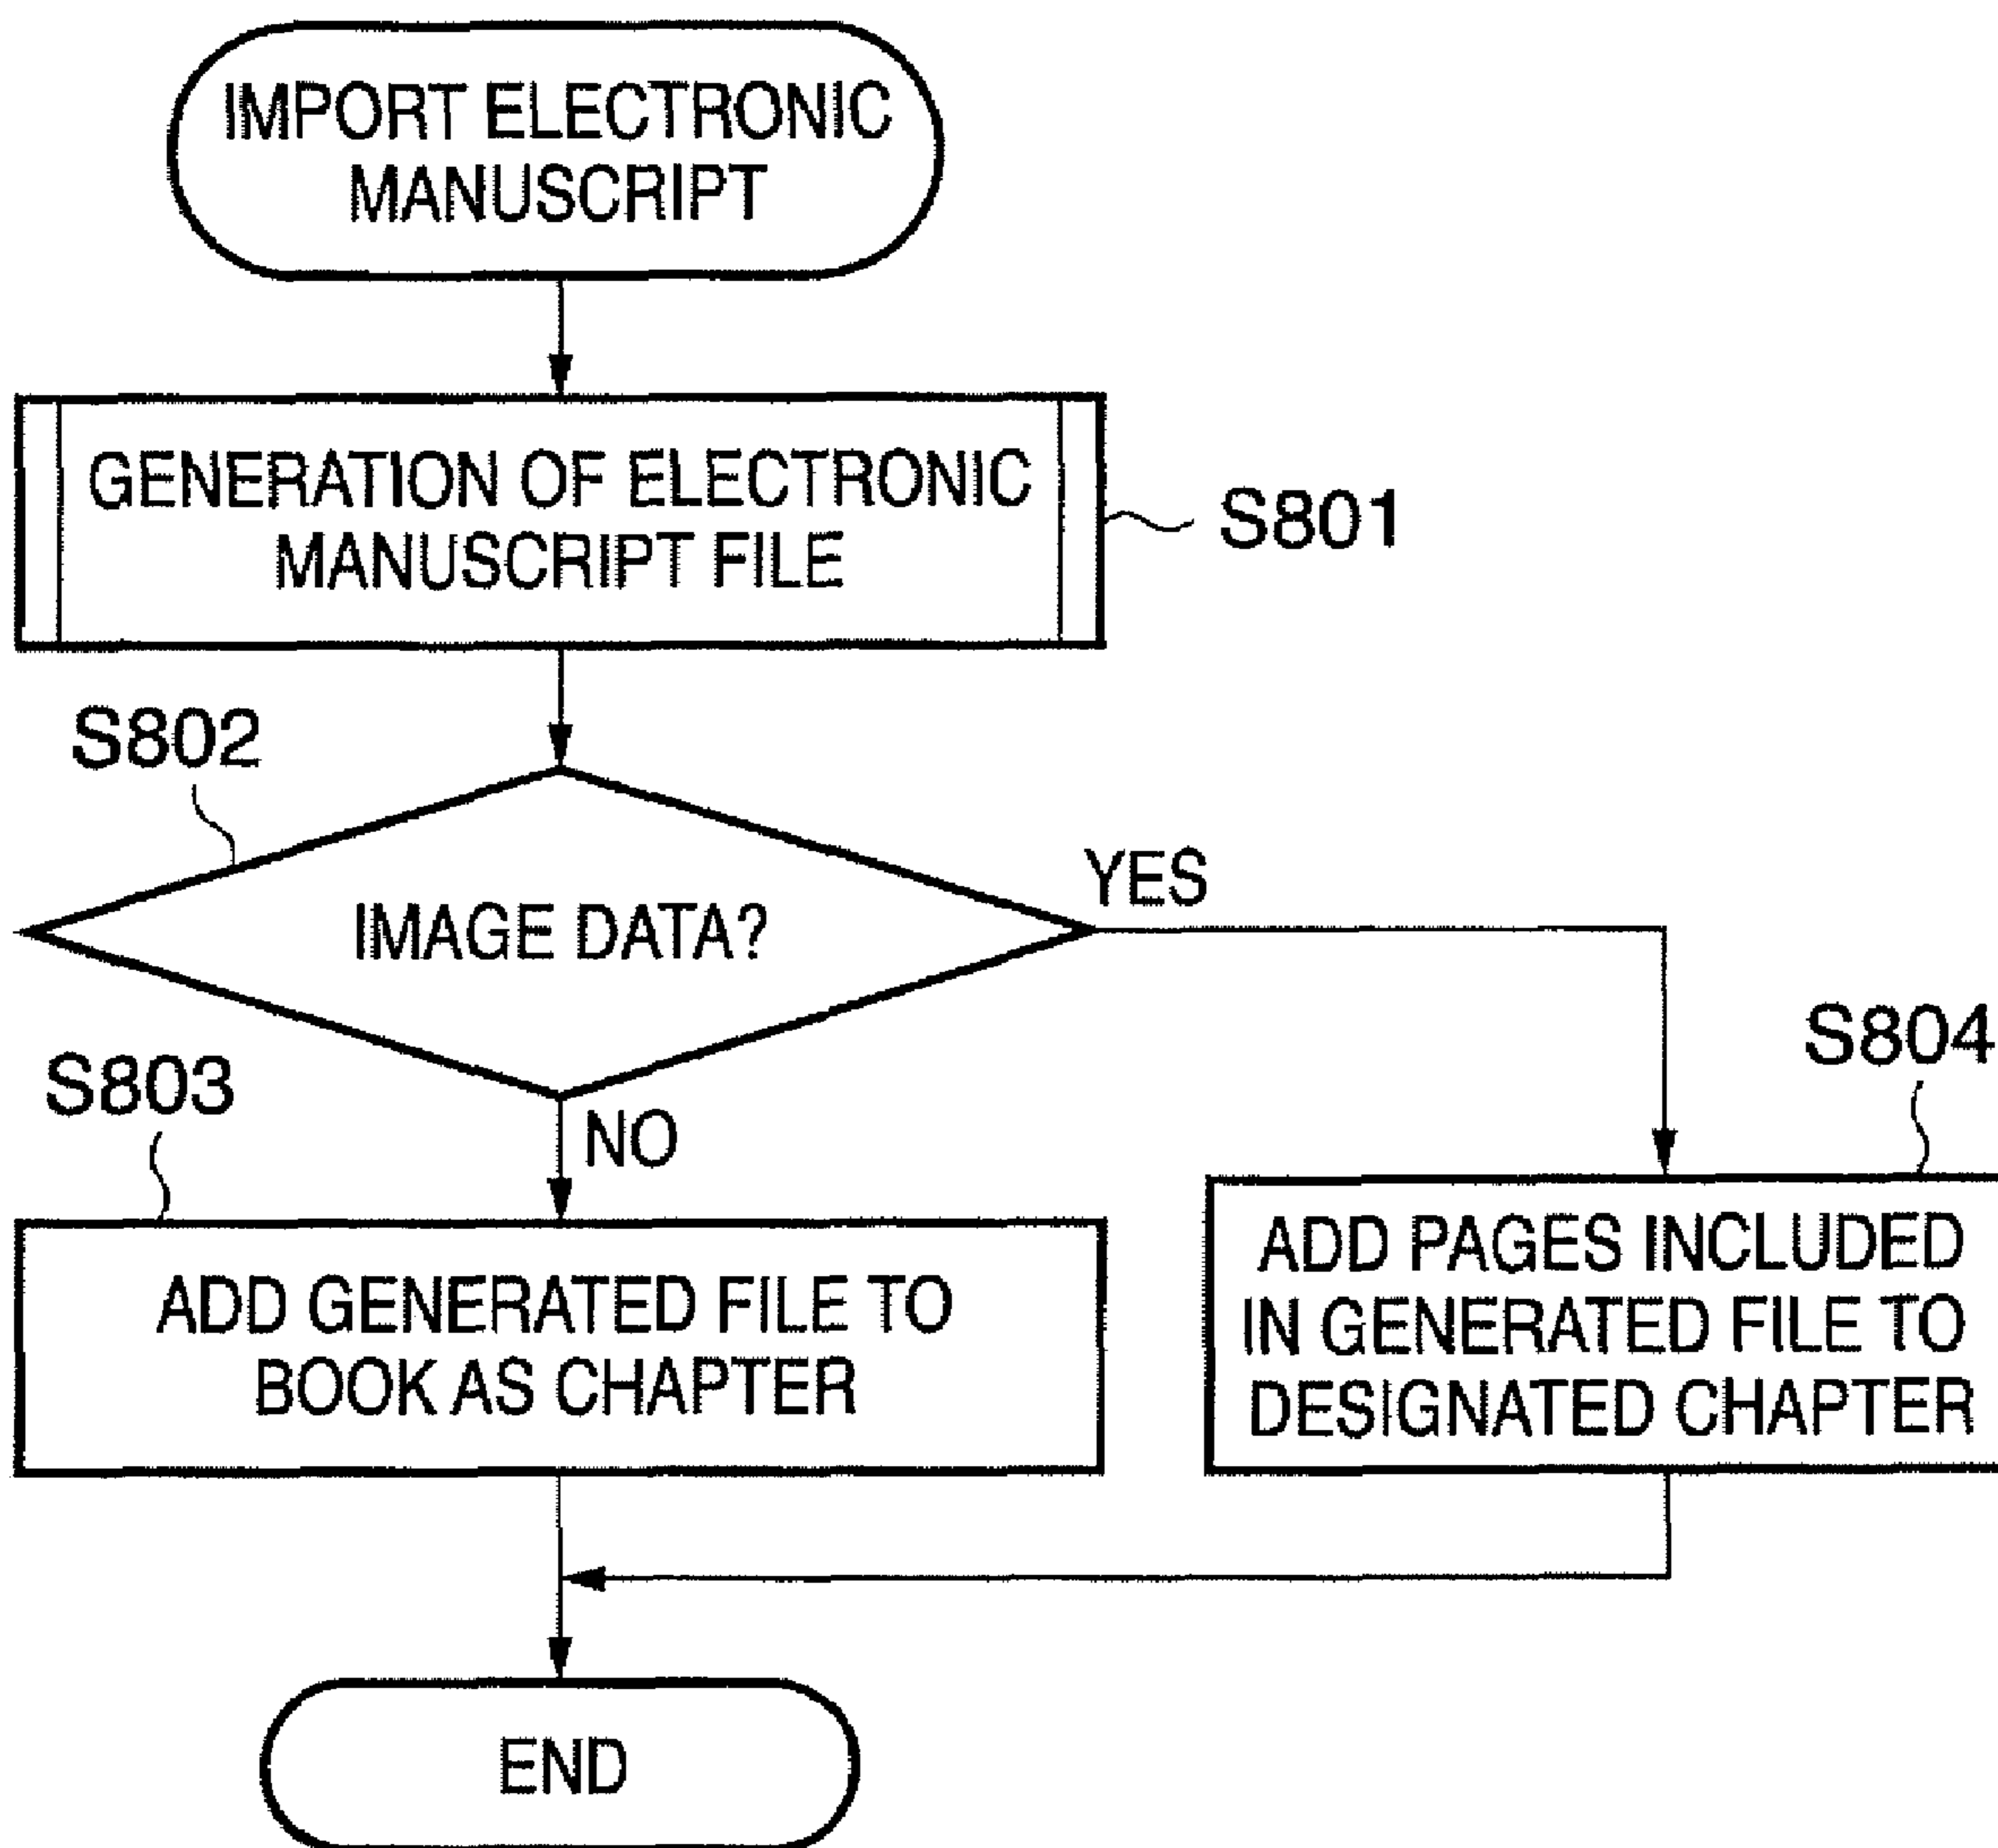 IMPORT ELECTRONIC
MANUSCRIPT
GENERATION OF ELECTRONIC
MANUSCRIPT FILE
S801
S802
IMAGE DATA?
YES
NO
S803
ADD GENERATED FILE TO
BOOK AS CHAPTER
S804
ADD PAGES INCLUDED
IN GENERATED FILE TO
DESIGNATED CHAPTER
END